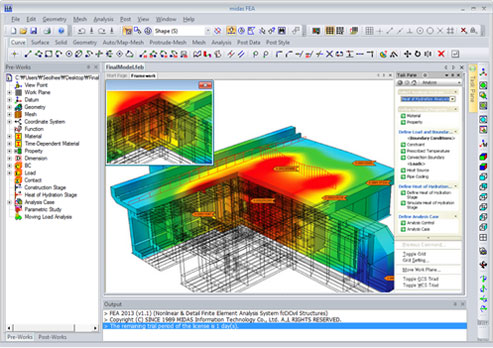 midas FEA
File Geometry Mesh Analysis Post View Window Help
Shape (S)
Curve Surface Solid Geometry Auto/Map-Mesh Protrude-Mesh Mesh Analysis Post Data Post Style
Pre-Works
C:\Users\Seohee\Desktop\Final
View Point
Work Plane
Datum
Geometry
Mesh
Coordinate System
Function
Material
Time-Dependent Material
Property
Dimension
BC
Load
Contact
Construction Stage
Heat of Hydration Stage
Analysis Case
Parametric Study
Moving Load Analysis
Pre-Works Post-Works
FinalModel.feb
Start Page Framework
Task Pane
Analysis
Heat of Hydration Analysis
Material
Property
Define Load and Boundary
<Boundary Condition>
Constraint
Prescribed Temperature
Convection Boundary
<Load>
Heat Source
Pipe Cooling
Define Heat of Hydration
Define Heat of Hydration Stage
Simulate Heat of Hydration Stage
Define Analysis Case
Analysis Control
Analysis Case
Previous Command
Toggle Grid
Grid Setting...
Move Work Plane...
Toggle GCS Triad
Toggle WCS Triad
Task Pane
Output
> FEA 2013 (v1.1) (Nonlinear & Detail Finite Element Analysis System foDCivil Structures)
> Copyright (C) SINCE 1989 MIDAS Information Technology Co., Ltd. A.L RIGHTS RESERVED.
> The remaining trial period of the license is 1 day(s).